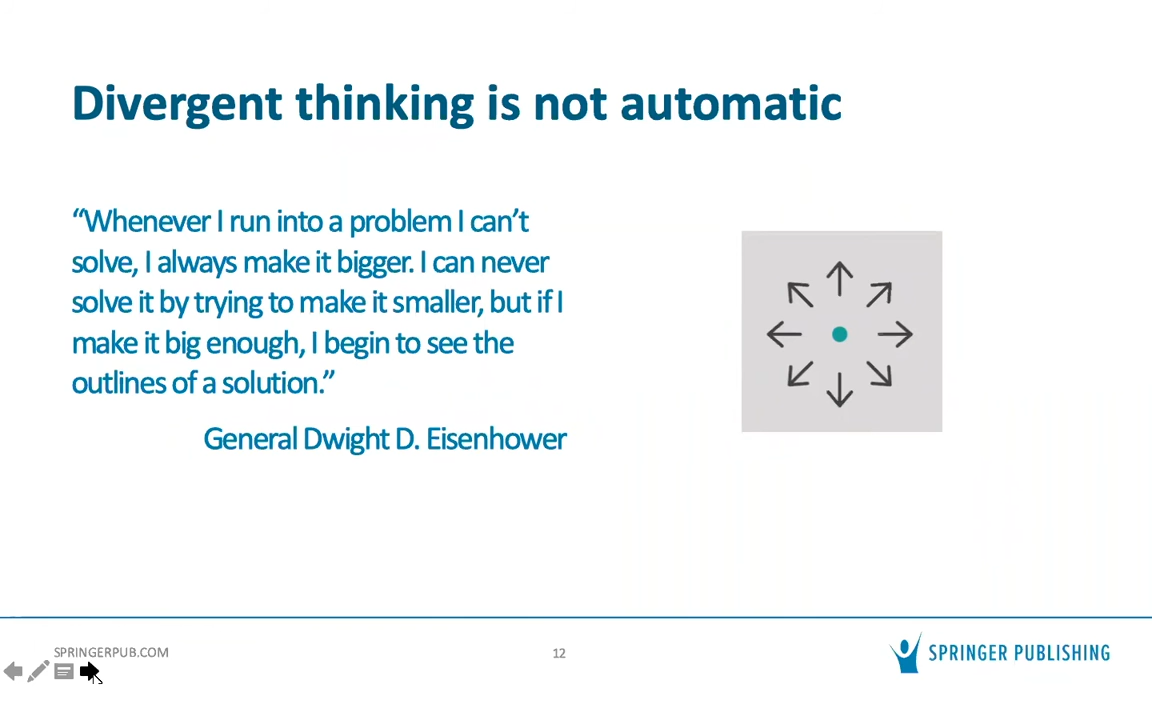 Divergent thinking is not automatic
“Whenever I run into a problem I can’t
solve, I always make it bigger. I can never
solve it by trying to make it smaller, but if I
make it big enough, I begin to see the
outlines of a solution.”
General Dwight D. Eisenhower
SPRINGERPUB.COM
12
SPRINGER PUBLISHING